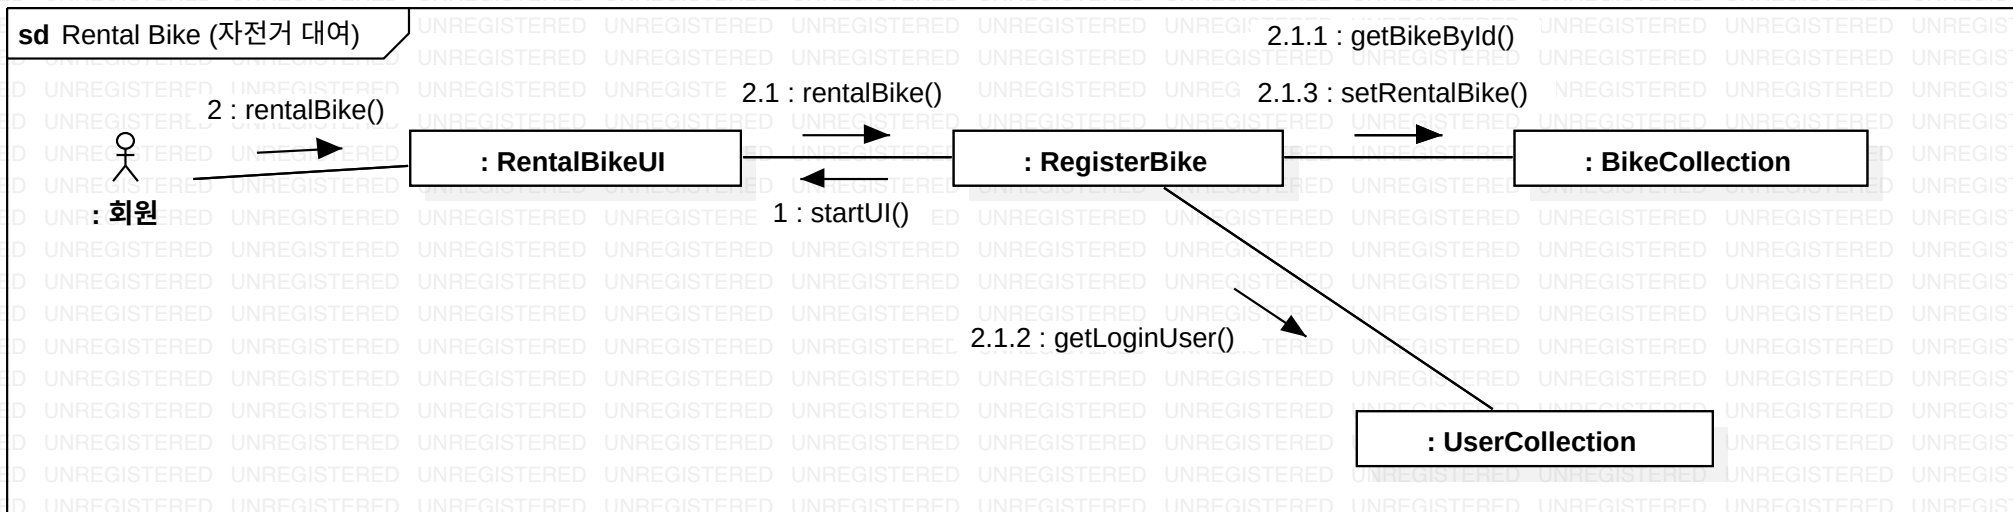 sd Rental Bike (자전거 대여)
2.1.1 : getBikeById()
2 : rentalBike()
2.1 : rentalBike()
2.1.3 : setRentalBike()
: RentalBikeUI
: RegisterBike
: BikeCollection
: 회원
1 : startUI()
2.1.2 : getLoginUser()
: UserCollection
UNREGISTERED